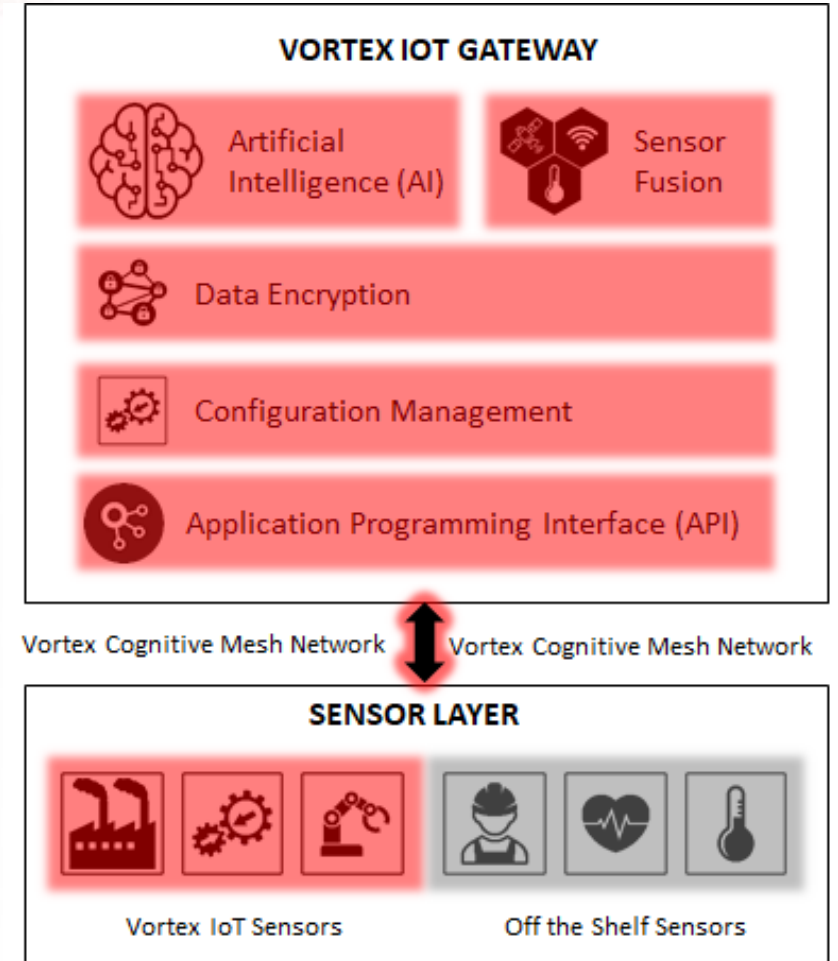 VORTEX IOT GATEWAY
Artificial
Intelligence (AI)
Sensor
Fusion
Data Encryption
Configuration Management
Application Programming Interface (API)
Vortex Cognitive Mesh Network
Vortex Cognitive Mesh Network
SENSOR LAYER
Vortex IoT Sensors
Off the Shelf Sensors